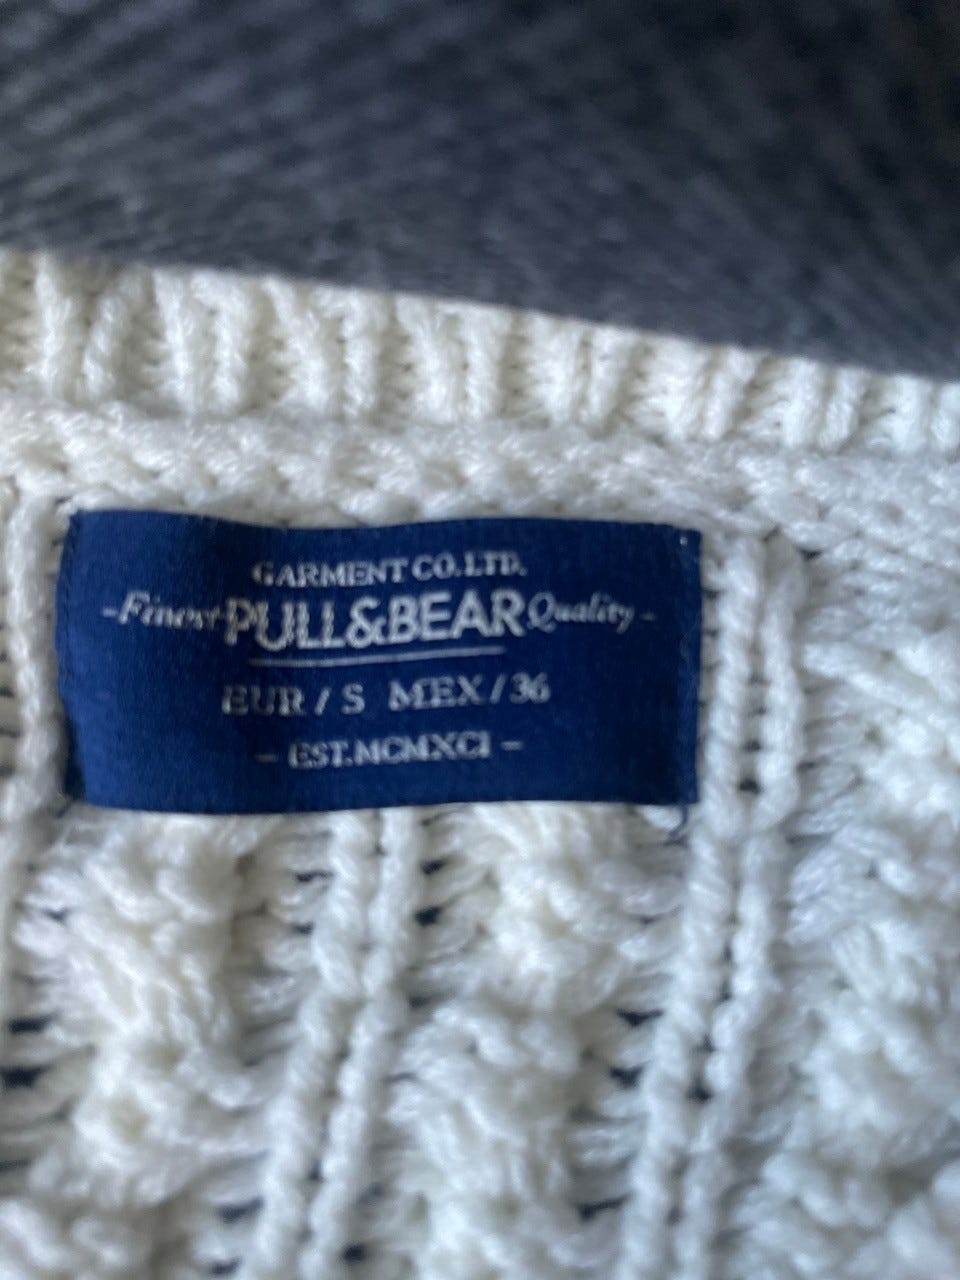 GARMENT CO.LTD.
-Finest PULL&BEAR Quality-
EUR / S MEX / 36
- EST.MCMXCI -